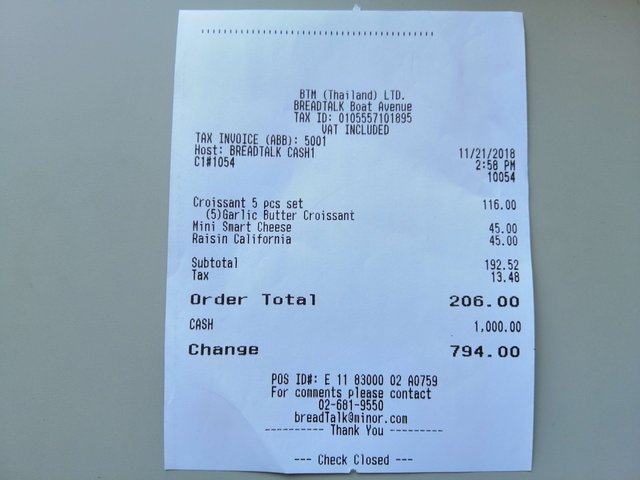 BTM (Thailand) LTD.
BREADTALK Boat Avenue
TAX ID: 0105557101895
VAT INCLUDED
TAX INVOICE (ABB): 5001
Host: BREADTALK CASH1 11/21/2018
C1#1054 2:58 PM
10054
Croissant 5 pcs set 116.00
(5)Garlic Butter Croissant
Mini Smart Cheese 45.00
Raisin California 45.00
Subtotal 192.52
Tax 13.48
Order Total 206.00
CASH 1,000.00
Change 794.00
POS ID#: E 11 83000 02 A0759
For comments please contact
02-681-9550
breadTalk@minor.com
---------- Thank You ---------
--- Check Closed ---